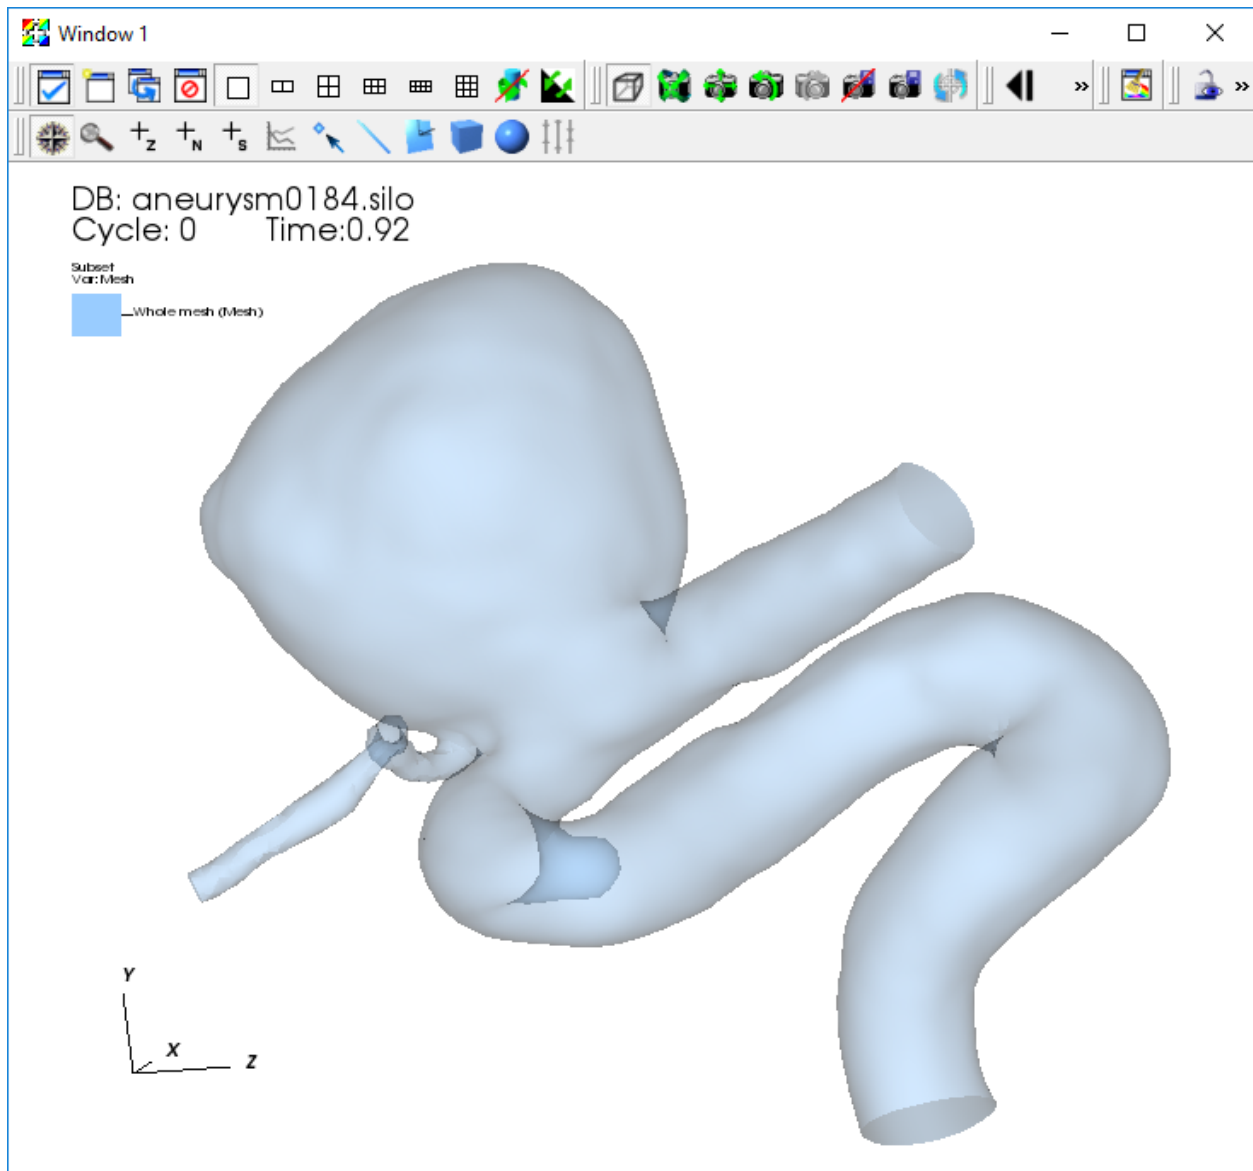 Window 1
Z
N
S
DB: aneurysm0184.silo
Cycle: 0 Time:0.92
Subset
Var: Mesh
Whole mesh (Mesh)
Y
X
Z